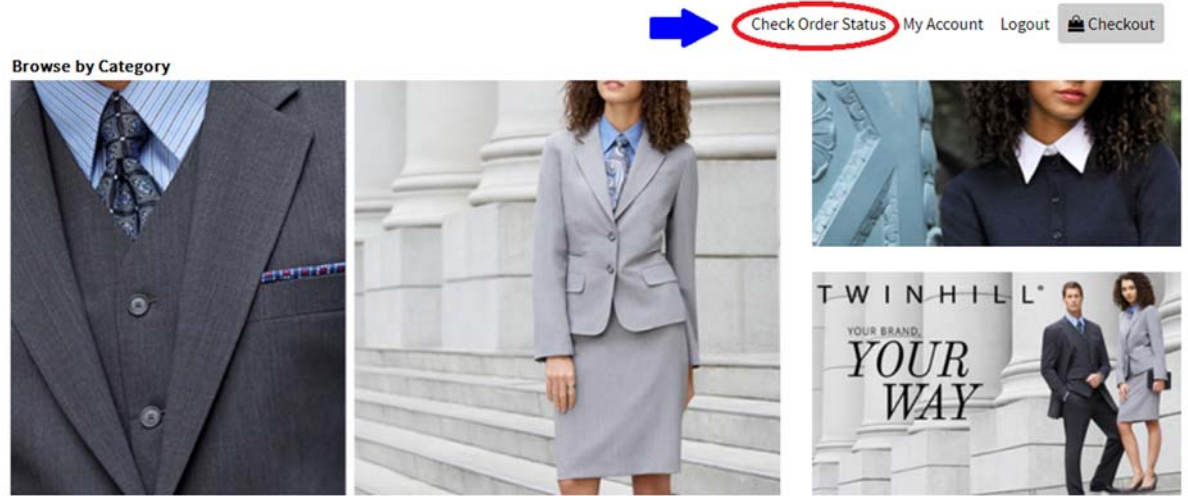 Check Order Status My Account Logout Checkout
Browse by Category
TWINHILL®
YOUR BRAND,
YOUR
WAY